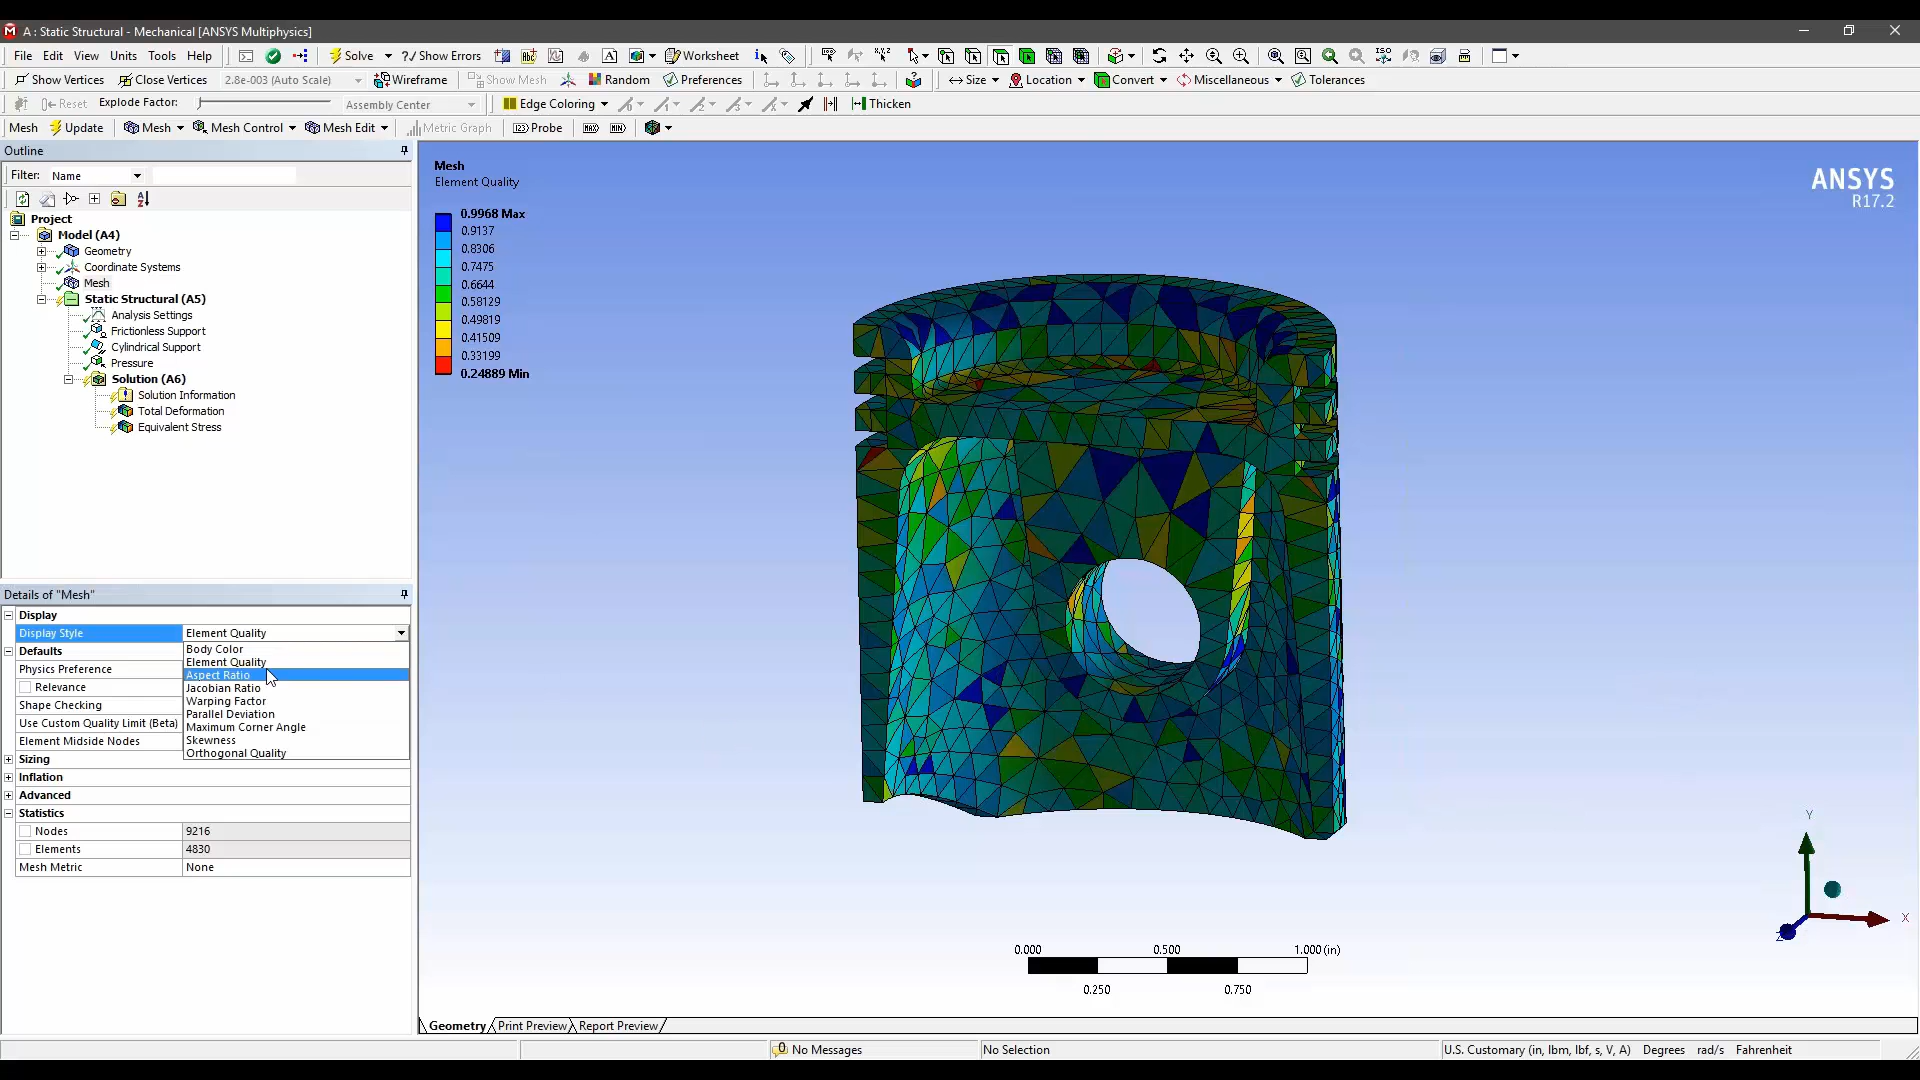 A : Static Structural - Mechanical [ANSYS Multiphysics]
File Edit View Units Tools Help Solve ?/ Show Errors Worksheet
Show Vertices Close Vertices 2.8e-003 (Auto Scale) Wireframe Show Mesh Random Preferences Size Location Convert Miscellaneous Tolerances
Reset Explode Factor: Assembly Center Edge Coloring Thicken
Mesh Update Mesh Mesh Control Mesh Edit Metric Graph Probe MAX MIN
Outline
Filter: Name
Project
Model (A4)
Geometry
Coordinate Systems
Mesh
Static Structural (A5)
Analysis Settings
Frictionless Support
Cylindrical Support
Pressure
Solution (A6)
Solution Information
Total Deformation
Equivalent Stress
Details of "Mesh"
Display
Display Style Element Quality
Body Color
Element Quality
Aspect Ratio
Jacobian Ratio
Warping Factor
Parallel Deviation
Maximum Corner Angle
Skewness
Orthogonal Quality
Defaults
Physics Preference
Relevance
Shape Checking
Use Custom Quality Limit (Beta)
Element Midside Nodes
Sizing
Inflation
Advanced
Statistics
Nodes 9216
Elements 4830
Mesh Metric None
Mesh
Element Quality
0.9968 Max
0.9137
0.8306
0.7475
0.6644
0.58129
0.49819
0.41509
0.33199
0.24889 Min
ANSYS
R17.2
Y
X
Z
0.000 0.500 1.000 (in)
0.250 0.750
Geometry Print Preview Report Preview
0 No Messages No Selection U.S. Customary (in, lbm, lbf, s, V, A) Degrees rad/s Fahrenheit